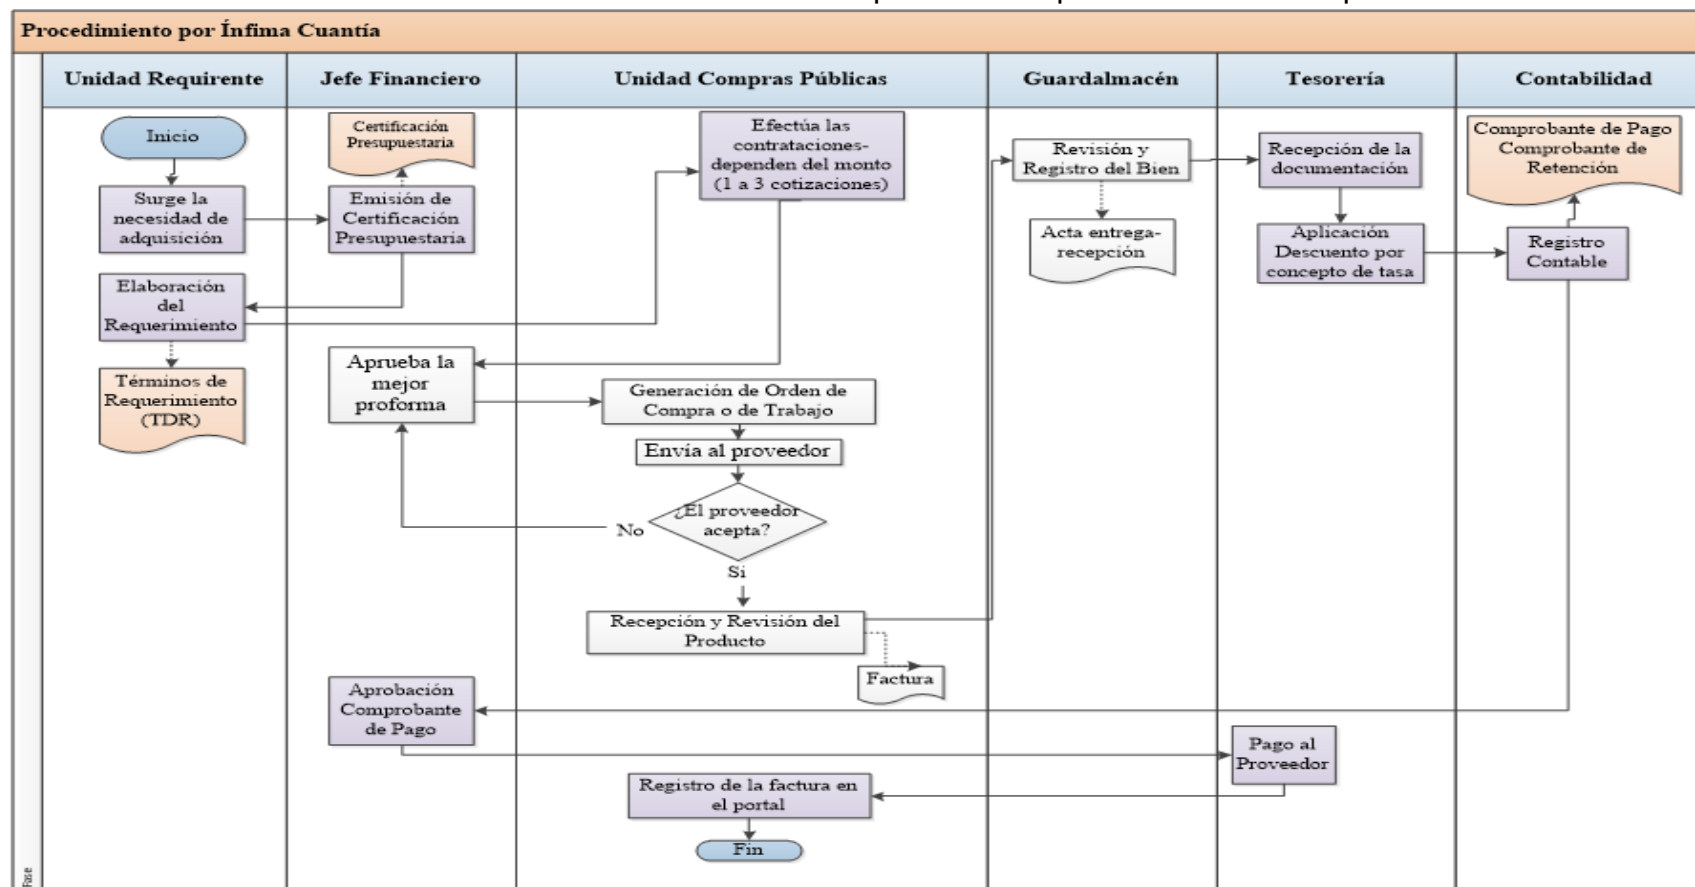 Procedimiento por Ínfima Cuantía
Unidad Requirente
Jefe Financiero
Unidad Compras Públicas
Guardalmacén
Tesorería
Contabilidad
Inicio
Surge la
necesidad de
adquisición
Certificación
Presupuestaria
Emisión de
Certificación
Presupuestaria
Elaboración
del
Requerimiento
Términos de
Requerimiento
(TDR)
Efectúa las
contrataciones-
dependen del monto
(1 a 3 cotizaciones)
Aprueba la
mejor
proforma
Generación de Orden de
Compra o de Trabajo
Envía al proveedor
¿El proveedor
acepta?
No
Si
Recepción y Revisión del
Producto
Factura
Revisión y
Registro del Bien
Acta entrega-
recepción
Recepción de la
documentación
Aplicación
Descuento por
concepto de tasa
Comprobante de Pago
Comprobante de
Retención
Registro
Contable
Aprobación
Comprobante
de Pago
Pago al
Proveedor
Registro de la factura en
el portal
Fin
Fase